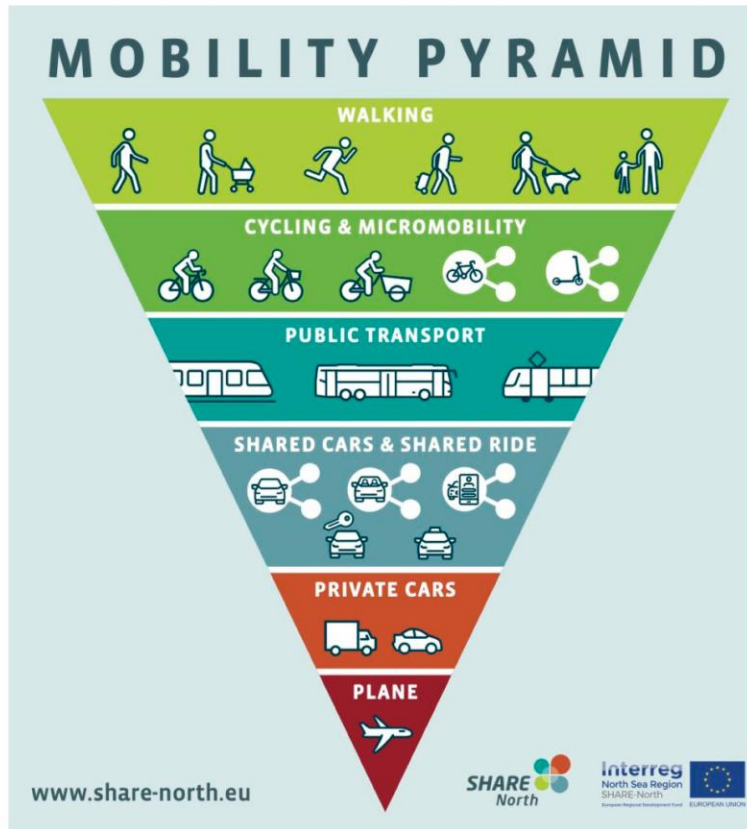 MOBILITY PYRAMID
WALKING
CYCLING & MICROMOBILITY
PUBLIC TRANSPORT
SHARED CARS & SHARED RIDE
PRIVATE CARS
PLANE
www.share-north.eu
SHARE
North
Interreg
North Sea Region
SHARE-North
European Regional Development Fund
EUROPEAN UNION